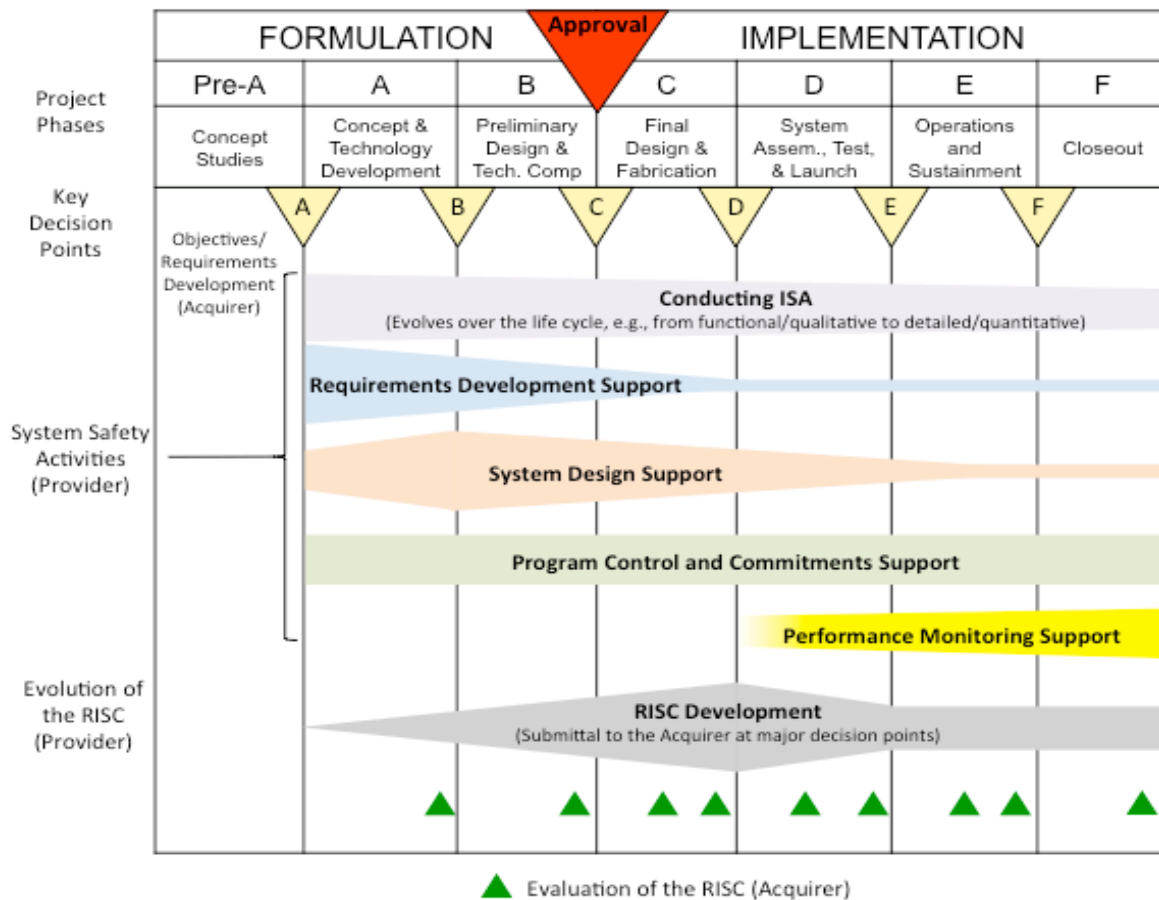 Approval
FORMULATION
IMPLEMENTATION
Project
Phases
Pre-A
A
B
C
D
E
F
Concept
Studies
Concept &
Technology
Development
Preliminary
Design &
Tech. Comp
Final
Design &
Fabrication
System
Assem., Test,
& Launch
Operations
and
Sustainment
Closeout
Key
Decision
Points
A
B
C
D
E
F
Objectives/
Requirements
Development
(Acquirer)
Conducting ISA
(Evolves over the life cycle, e.g., from functional/qualitative to detailed/quantitative)
Requirements Development Support
System Safety
Activities
(Provider)
System Design Support
Program Control and Commitments Support
Performance Monitoring Support
Evolution of
the RISC
(Provider)
RISC Development
(Submittal to the Acquirer at major decision points)
Evaluation of the RISC (Acquirer)